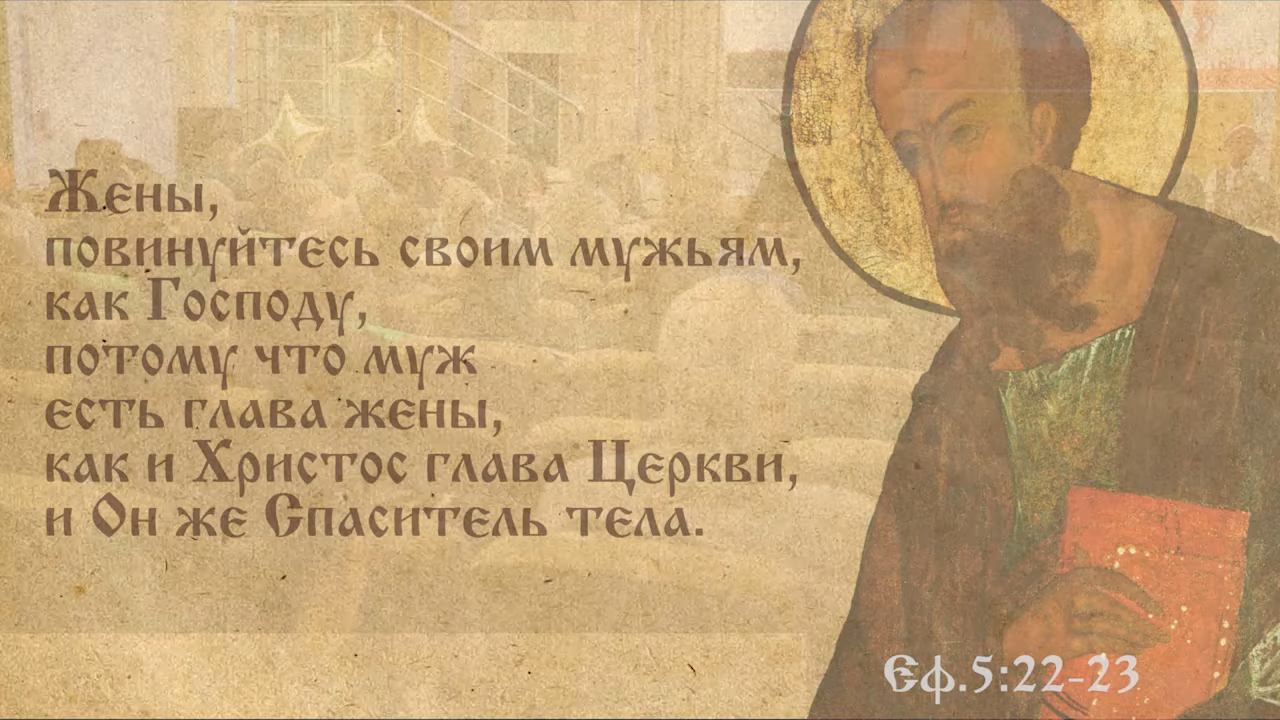 Жены,
повинуйтесь своим мужьям,
как Господу,
потому что муж
есть глава жены,
как и Христос глава Церкви,
и Он же Спаситель тела.
Еф.5:22-23